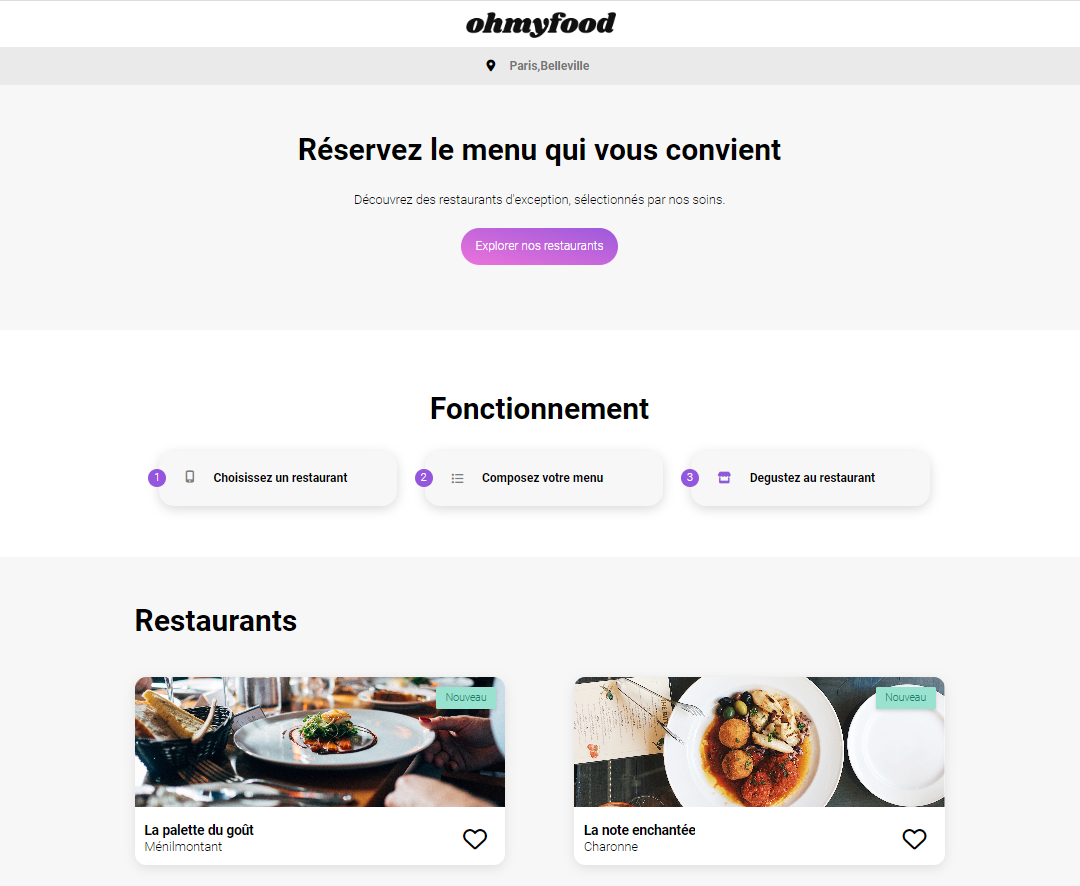 ohmyfood
Paris,Belleville
Réservez le menu qui vous convient
Découvrez des restaurants d'exception, sélectionnés par nos soins.
Explorer nos restaurants
Fonctionnement
1 Choisissez un restaurant
2 Composez votre menu
3 Degustez au restaurant
Restaurants
Nouveau
La palette du goût
Ménilmontant
Nouveau
La note enchantée
Charonne